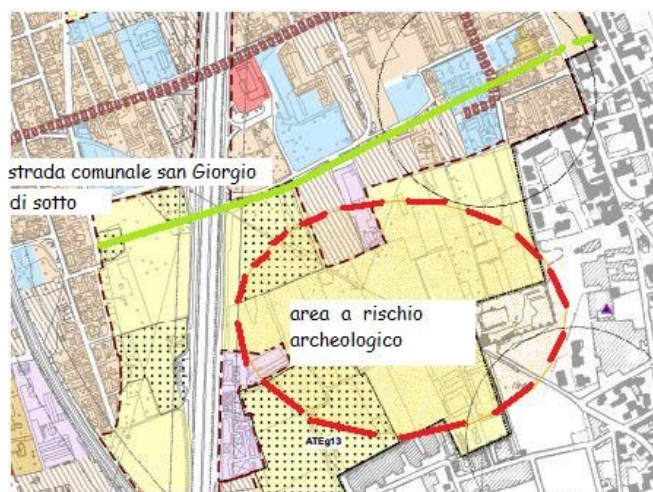 strada comunale san Giorgio
di sotto
area a rischio
archeologico
ATEg13